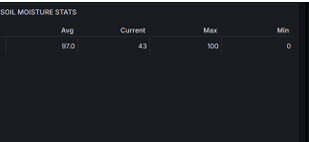 SOIL MOISTURE STATS
Avg Current Max Min
97.0 43 100 0